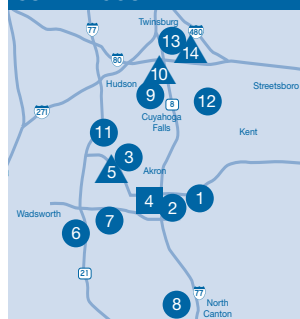 Twinsburg
77
480
13
14
80
10
Hudson
9
8
12
Streetsboro
271
Cuyahoga
Falls
11
Kent
3
5
Akron
4
2
1
Wadsworth
7
6
21
77
8
North
Canton